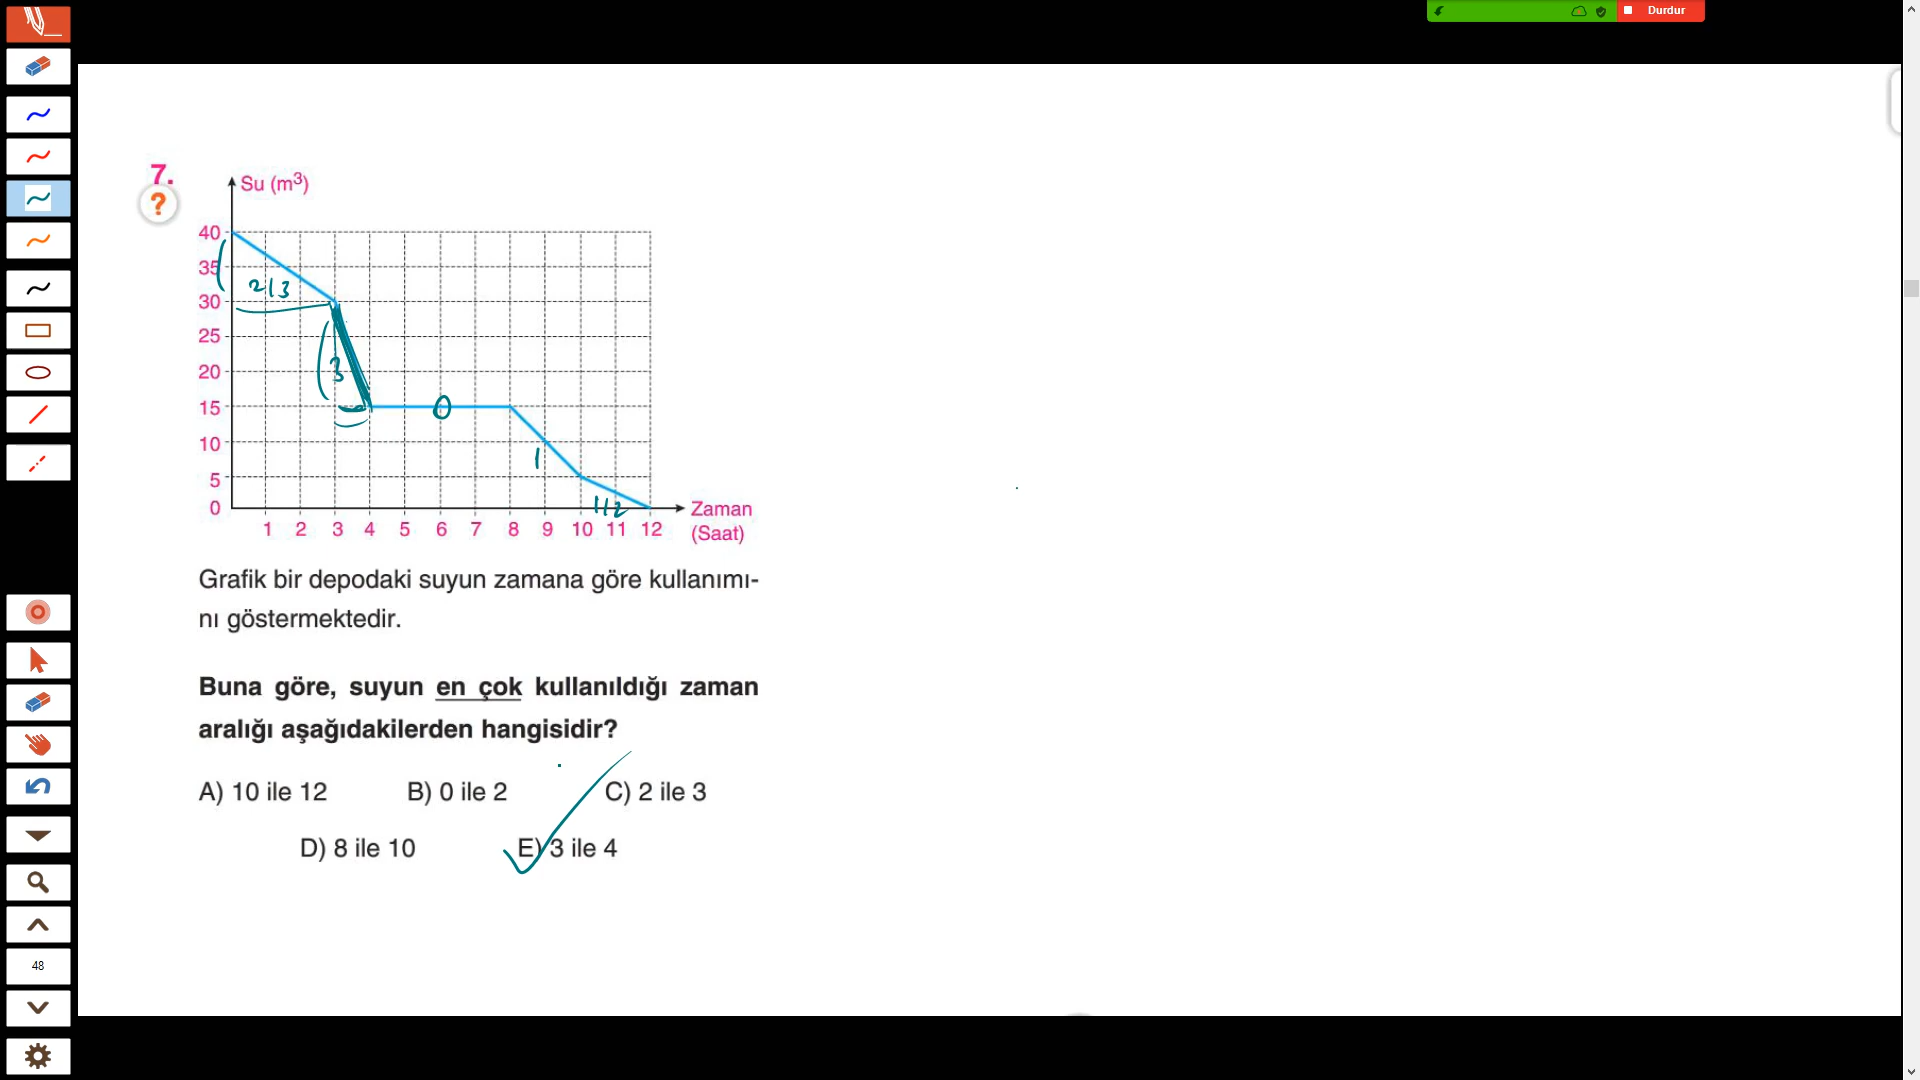 Durdur
7.
?
Su (m³)
40
35
2/3
30
25
20
3
15
0
10
1
5
1/2
0
Zaman
(Saat)
1 2 3 4 5 6 7 8 9 10 11 12
Grafik bir depodaki suyun zamana göre kullanımı-
nı göstermektedir.
Buna göre, suyun en çok kullanıldığı zaman
aralığı aşağıdakilerden hangisidir?
A) 10 ile 12 B) 0 ile 2 C) 2 ile 3
D) 8 ile 10 E) 3 ile 4
48